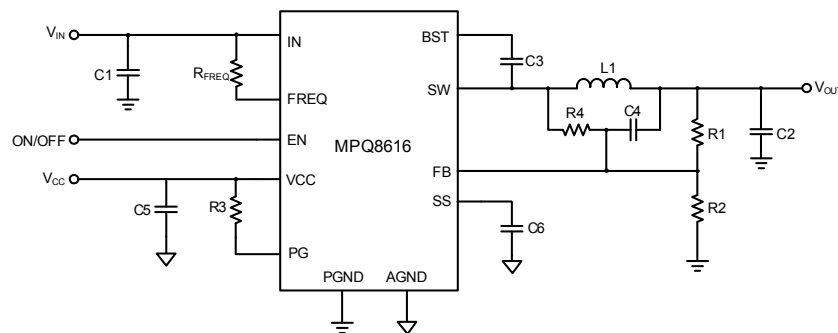 VIN
IN
BST
C1
RFREQ
C3
L1
FREQ
SW
VOUT
R4
C4
R1
C2
ON/OFF
EN
MPQ8616
VCC
VCC
FB
C5
R3
SS
R2
C6
PG
PGND
AGND